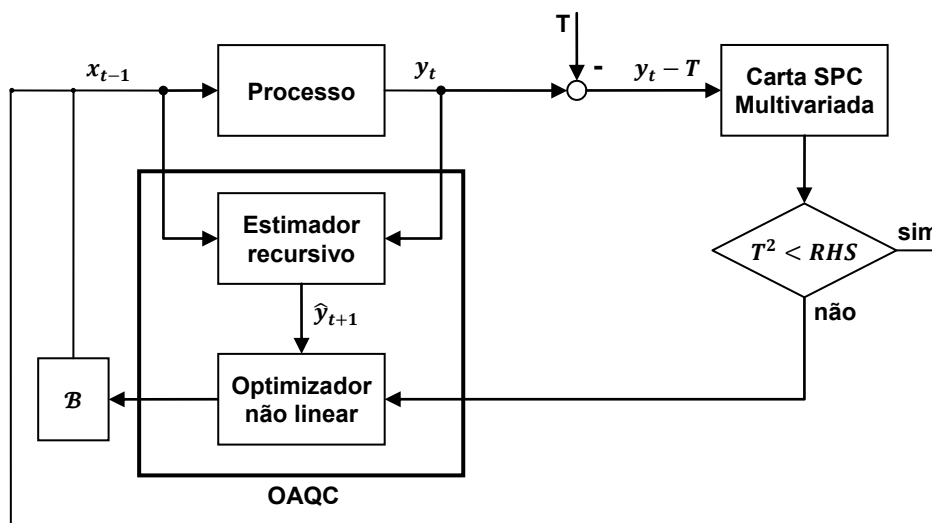 T
x_{t−1}
y_t
-
y_t − T
Processo
Carta SPC
Multivariada
Estimador
recursivo
T² < RHS
sim
não
ŷ_{t+1}
Optimizador
não linear
ℬ
OAQC